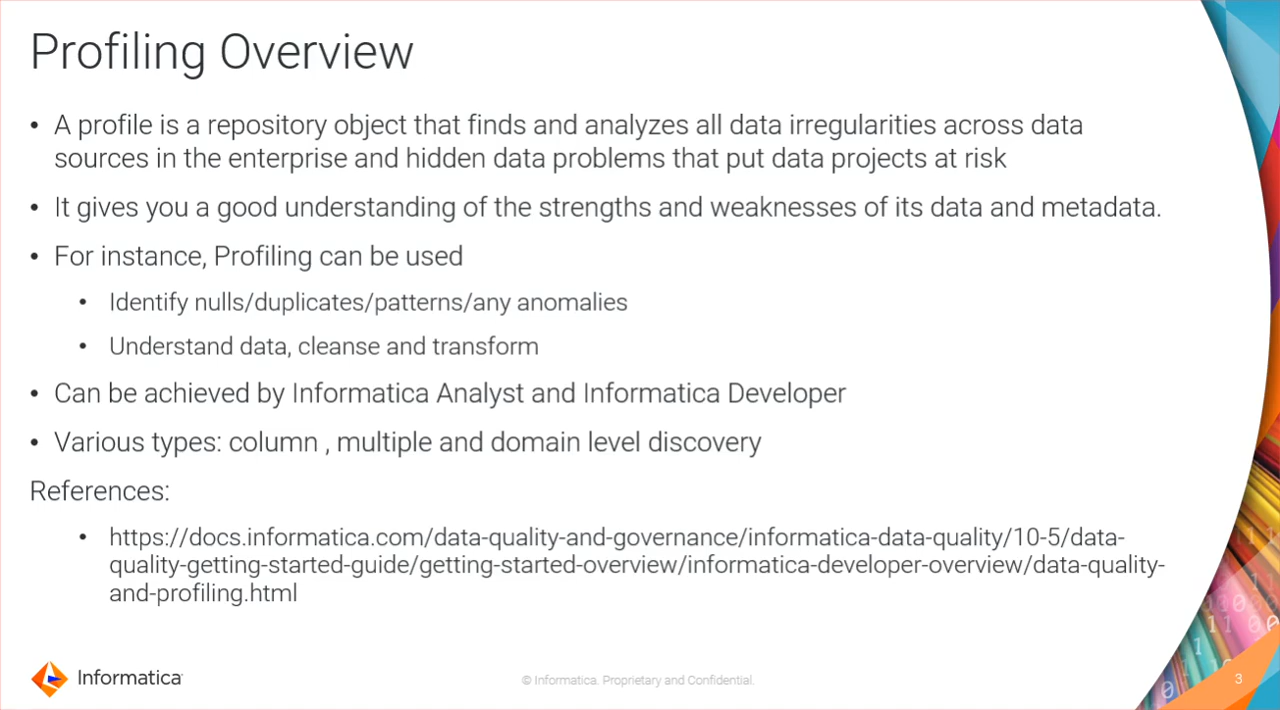 Profiling Overview
• A profile is a repository object that finds and analyzes all data irregularities across data
sources in the enterprise and hidden data problems that put data projects at risk
• It gives you a good understanding of the strengths and weaknesses of its data and metadata.
• For instance, Profiling can be used
• Identify nulls/duplicates/patterns/any anomalies
• Understand data, cleanse and transform
• Can be achieved by Informatica Analyst and Informatica Developer
• Various types: column , multiple and domain level discovery
References:
• https://docs.informatica.com/data-quality-and-governance/informatica-data-quality/10-5/data-
quality-getting-started-guide/getting-started-overview/informatica-developer-overview/data-quality-
and-profiling.html
Informatica
© Informatica. Proprietary and Confidential.
3